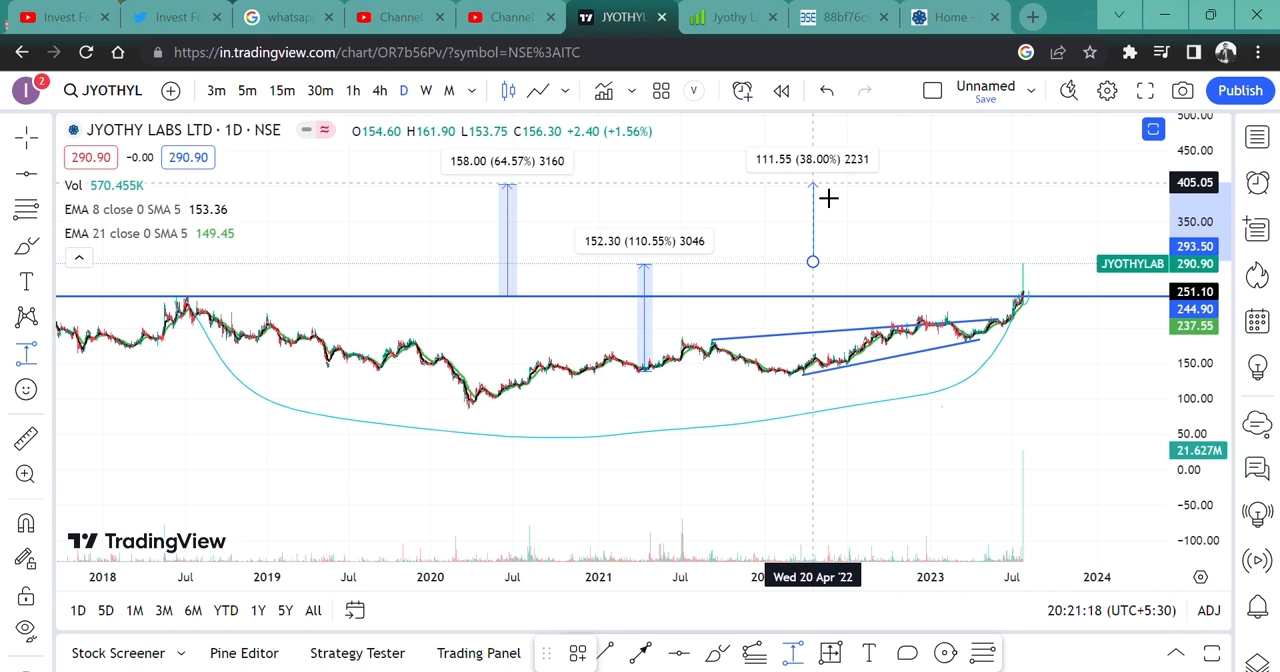 Invest Fo
Invest Fo
whatsap
Channel
Channel
JYOTHYL
Jyothy L
BSE 88bf76c
Home -
https://in.tradingview.com/chart/OR7b56Pv/?symbol=NSE%3AITC
I 2 JYOTHYL 3m 5m 15m 30m 1h 4h D W M V Unnamed Save Publish
JYOTHY LABS LTD · 1D · NSE O154.60 H161.90 L153.75 C156.30 +2.40 (+1.56%)
290.90 -0.00 290.90
Vol 570.455K
EMA 8 close 0 SMA 5 153.36
EMA 21 close 0 SMA 5 149.45
158.00 (64.57%) 3160
111.55 (38.00%) 2231
152.30 (110.55%) 3046
500.00
450.00
405.05
350.00
293.50
JYOTHYLAB 290.90
251.10
244.90
237.55
150.00
100.00
50.00
21.627M
0.00
-50.00
-100.00
TradingView
2018 Jul 2019 Jul 2020 Jul 2021 Jul Wed 20 Apr '22 2023 Jul 2024
1D 5D 1M 3M 6M YTD 1Y 5Y All 20:21:18 (UTC+5:30) ADJ
Stock Screener Pine Editor Strategy Tester Trading Panel